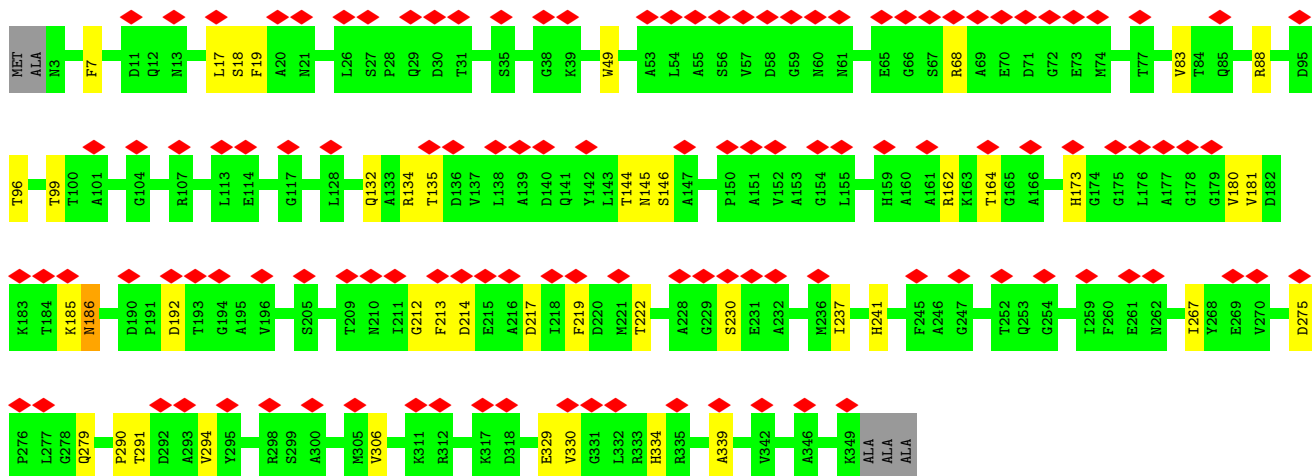 MET ALA N3 F7 D11 Q12 N13 L17 S18 F19 A20 N21 L26 S27 P28 Q29 D30 T31 S35 G38 K39 W49 A53 L54 A55 S56 V57 D58 G59 N60 N61 E65 G66 S67 R68 A69 E70 D71 G72 E73 M74 T77 V83 T84 Q85 R88 D95
T96 T99 T100 A101 G104 R107 L113 E114 G117 L128 Q132 A133 R134 T135 D136 V137 L138 A139 D140 Q141 Y142 L143 T144 N145 S146 A147 P150 A151 V152 A153 G154 L155 H159 A160 A161 R162 K163 T164 G165 A166 H173 G174 G175 L176 A177 G178 G179 V180 V181 D182
K183 T184 K185 N186 D190 P191 D192 T193 G194 A195 V196 S205 T209 N210 I211 G212 F213 D214 E215 A216 D217 I218 F219 D220 M221 T222 A228 G229 S230 E231 A232 M236 I237 H241 F245 A246 G247 T252 Q253 G254 I259 F260 E261 N262 I267 Y268 E269 V270 D275
P276 L277 G278 Q279 P290 T291 D292 A293 V294 Y295 R298 S299 A300 M305 V306 K311 R312 K317 D318 E329 V330 G331 L332 R333 H334 R335 A339 V342 A346 K349 ALA ALA ALA